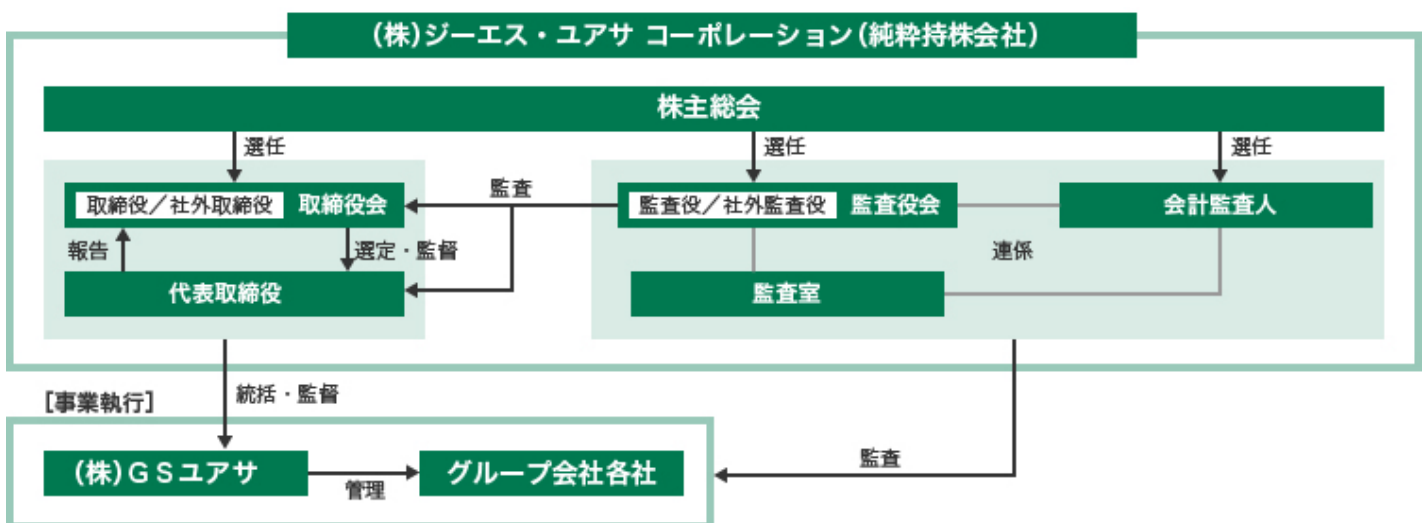 (株)ジーエス・ユアサ コーポレーション(純粋持株会社)
株主総会
選任
選任
選任
取締役／社外取締役 取締役会
監査
監査役／社外監査役 監査役会
会計監査人
報告
選定・監督
連係
代表取締役
監査室
統括・監督
[事業執行]
監査
(株)GSユアサ
管理
グループ会社各社